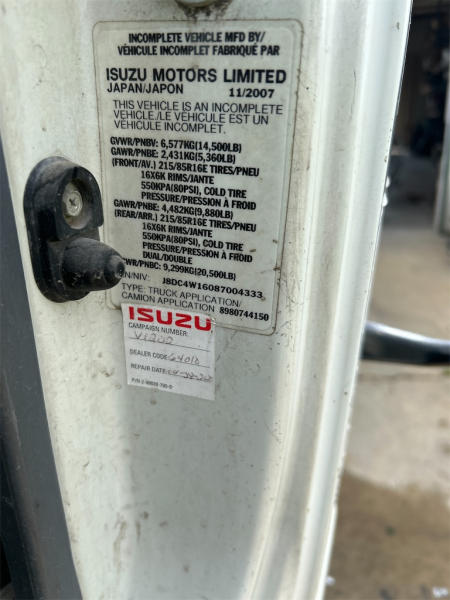 INCOMPLETE VEHICLE MFD BY/
VÉHICULE INCOMPLET FABRIQUÉ PAR
ISUZU MOTORS LIMITED
JAPAN/JAPON 11/2007
THIS VEHICLE IS AN INCOMPLETE
VEHICLE./LE VÉHICULE EST UN
VÉHICULE INCOMPLET.
GVWR/PNBV: 6,577KG(14,500LB)
GAWR/PNBE: 2,431KG(5,360LB)
(FRONT/AV.) 215/85R16E TIRES/PNEU
16X6K RIMS/JANTE
550KPA(80PSI), COLD TIRE
PRESSURE/PRESSION À FROID
GAWR/PNBE: 4,482KG(9,880LB)
(REAR/ARR.) 215/85R16E TIRES/PNEU
16X6K RIMS/JANTE
550KPA(80PSI), COLD TIRE
PRESSURE/PRESSION À FROID
DUAL/DOUBLE
WR/PNBC: 9,299KG(20,500LB)
N/NIV: J8DC4W16087004333
TYPE: TRUCK APPLICATION/
CAMION APPLICATION 8980744150
ISUZU
CAMPAIGN NUMBER:
V1202
DEALER CODE: 64010
REPAIR DATE: